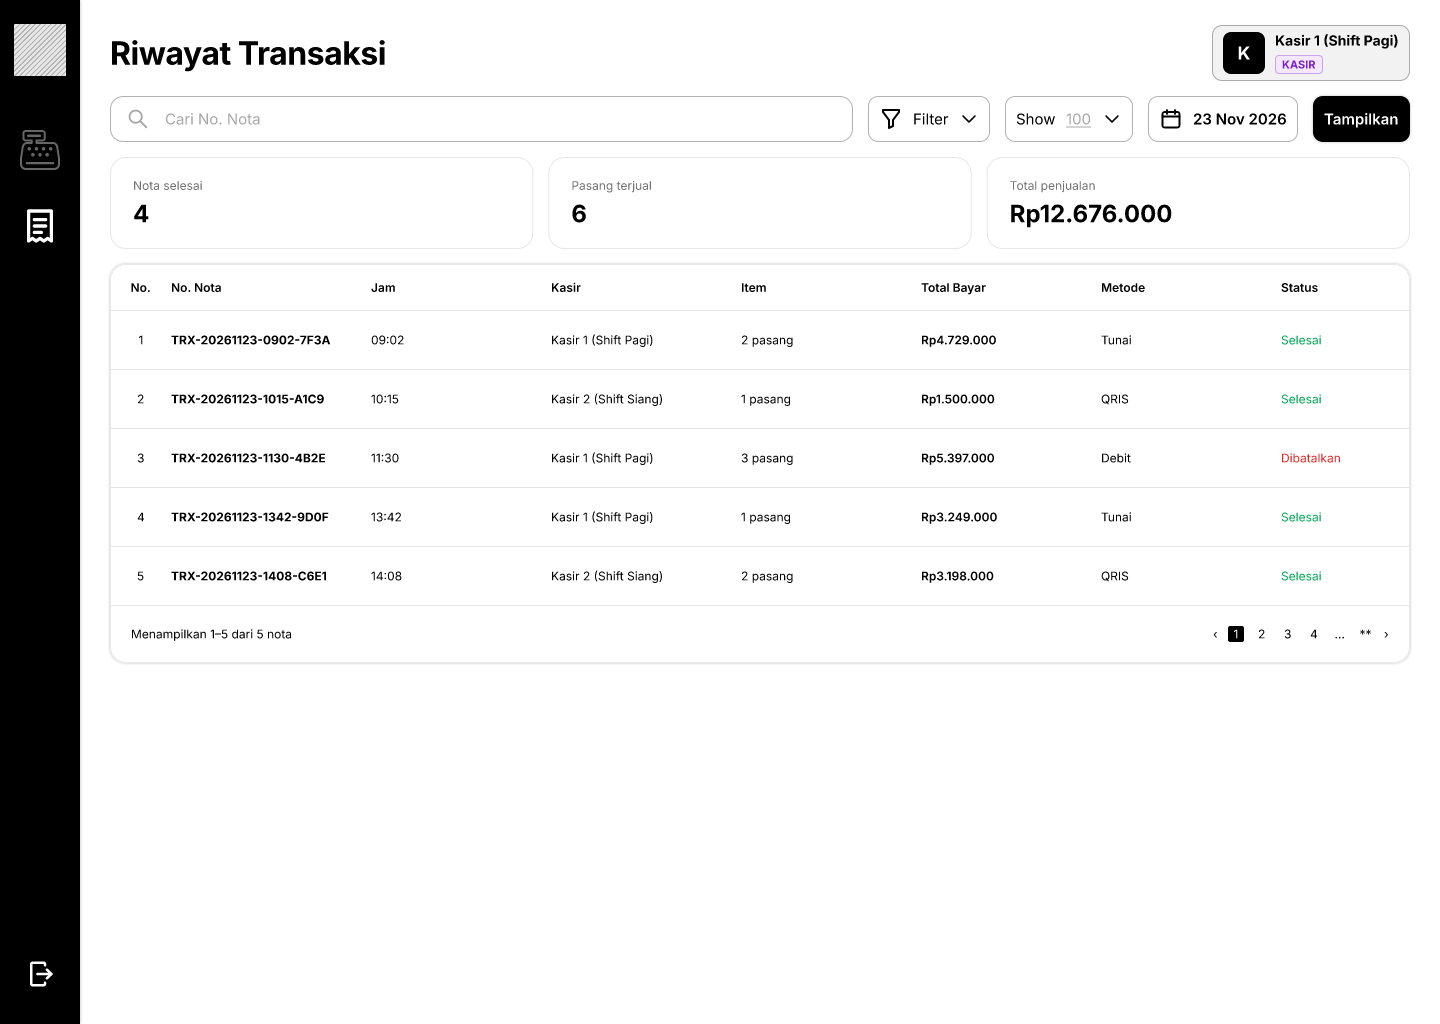 Riwayat Transaksi
K
Kasir 1 (Shift Pagi)
KASIR
Cari No. Nota
Filter
Show 100
23 Nov 2026
Tampilkan
Nota selesai
4
Pasang terjual
6
Total penjualan
Rp12.676.000
No. No. Nota Jam Kasir Item Total Bayar Metode Status
1 TRX-20261123-0902-7F3A 09:02 Kasir 1 (Shift Pagi) 2 pasang Rp4.729.000 Tunai Selesai
2 TRX-20261123-1015-A1C9 10:15 Kasir 2 (Shift Siang) 1 pasang Rp1.500.000 QRIS Selesai
3 TRX-20261123-1130-4B2E 11:30 Kasir 1 (Shift Pagi) 3 pasang Rp5.397.000 Debit Dibatalkan
4 TRX-20261123-1342-9D0F 13:42 Kasir 1 (Shift Pagi) 1 pasang Rp3.249.000 Tunai Selesai
5 TRX-20261123-1408-C6E1 14:08 Kasir 2 (Shift Siang) 2 pasang Rp3.198.000 QRIS Selesai
Menampilkan 1–5 dari 5 nota
‹ 1 2 3 4 ... ** ›